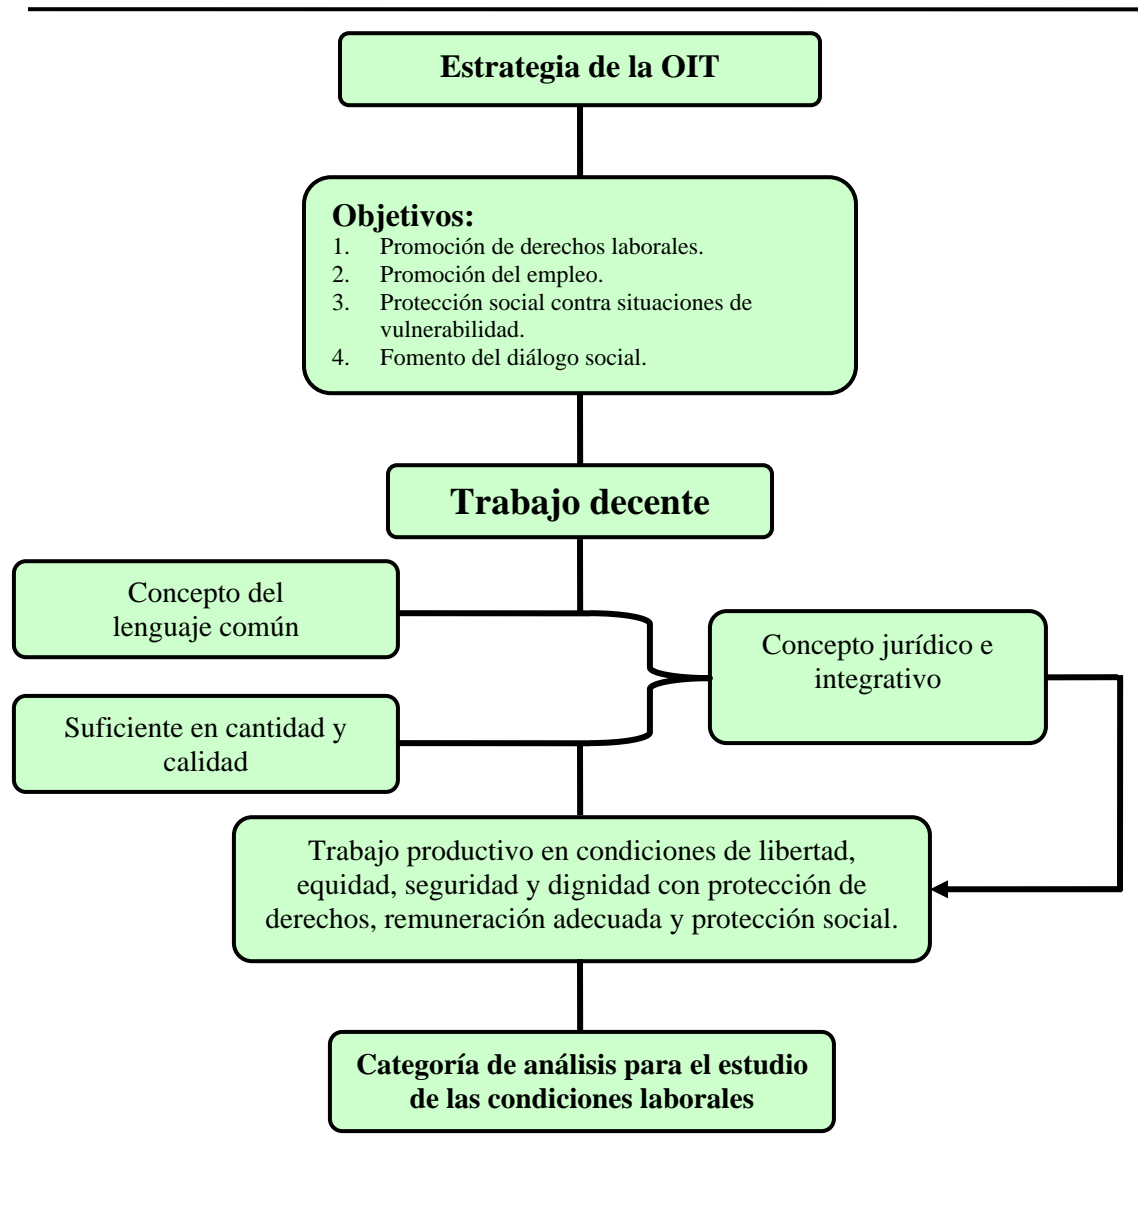 Estrategia de la OIT
Objetivos:
1. Promoción de derechos laborales.
2. Promoción del empleo.
3. Protección social contra situaciones de
vulnerabilidad.
4. Fomento del diálogo social.
Trabajo decente
Concepto del
lenguaje común
Concepto jurídico e
integrativo
Suficiente en cantidad y
calidad
Trabajo productivo en condiciones de libertad,
equidad, seguridad y dignidad con protección de
derechos, remuneración adecuada y protección social.
Categoría de análisis para el estudio
de las condiciones laborales